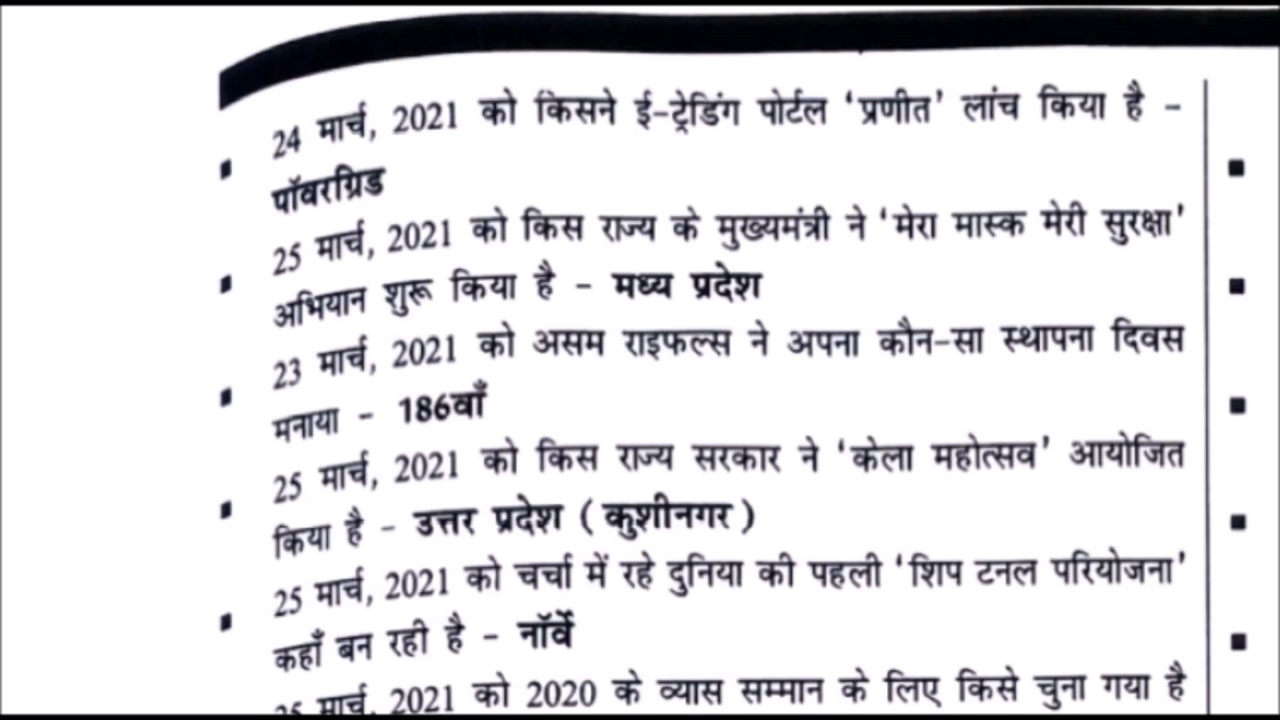 ▪ 24 मार्च, 2021 को किसने ई-ट्रेडिंग पोर्टल ‘प्रणीत’ लांच किया है -
पॉवरग्रिड
▪ 25 मार्च, 2021 को किस राज्य के मुख्यमंत्री ने ‘मेरा मास्क मेरी सुरक्षा’
अभियान शुरू किया है - मध्य प्रदेश
▪ 23 मार्च, 2021 को असम राइफल्स ने अपना कौन-सा स्थापना दिवस
मनाया - 186वाँ
▪ 25 मार्च, 2021 को किस राज्य सरकार ने ‘केला महोत्सव’ आयोजित
किया है - उत्तर प्रदेश (कुशीनगर)
▪ 25 मार्च, 2021 को चर्चा में रहे दुनिया की पहली ‘शिप टनल परियोजना’
कहाँ बन रही है - नॉर्वे
मार्च, 2021 को 2020 के व्यास सम्मान के लिए किसे चुना गया है